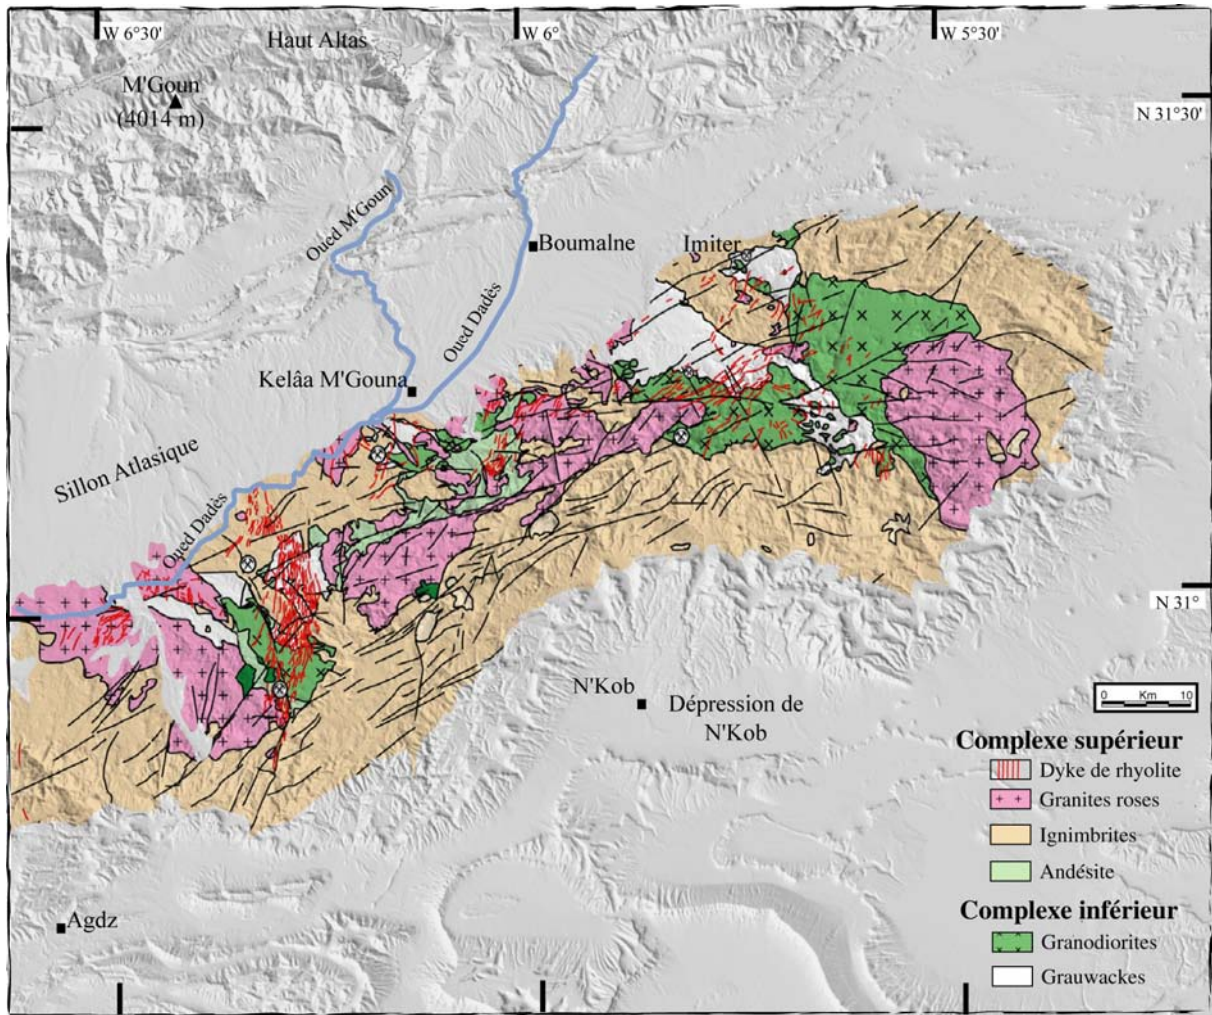 W 6°30'
W 6°
W 5°30'
Haut Altas
M'Goun
(4014 m)
N 31°30'
Oued M'Goun
Boumalne
Imiter
Oued Dadès
Kelâa M'Gouna
Sillon Atlasique
Oued Dadès
N 31°
N'Kob
Dépression de
N'Kob
0 Km 10
Complexe supérieur
Dyke de rhyolite
Granites roses
Ignimbrites
Andésite
Agdz
Complexe inférieur
Granodiorites
Grauwackes